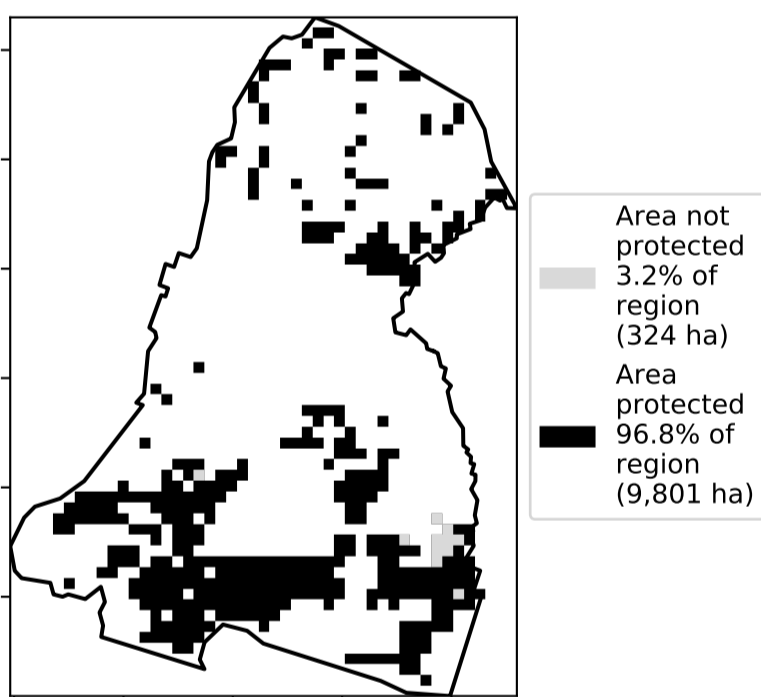 Area not
protected
3.2% of
region
(324 ha)
Area
protected
96.8% of
region
(9,801 ha)